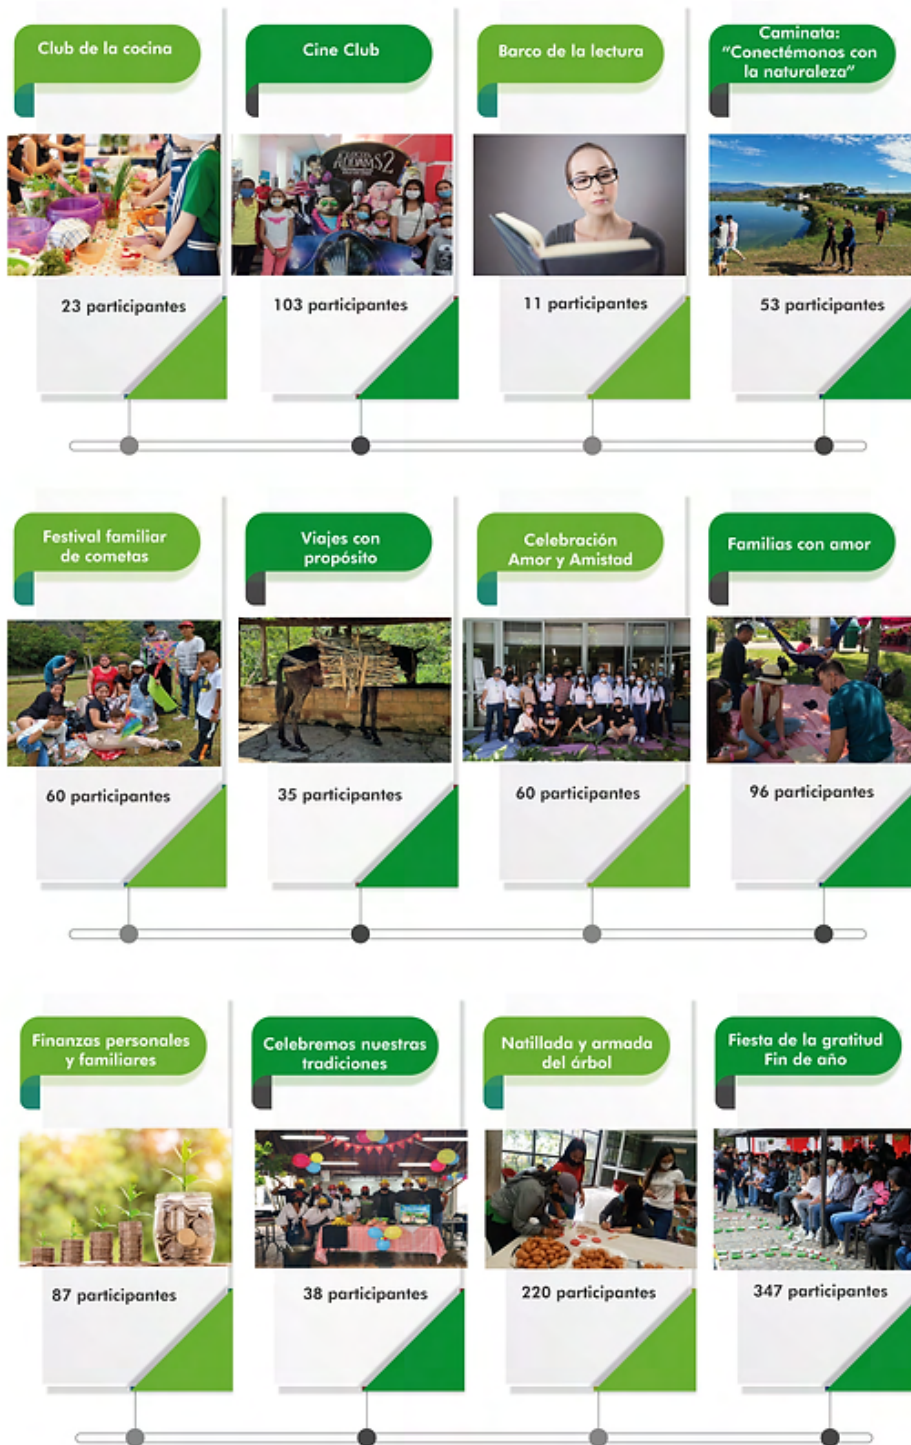 Club de la cocina
Cine Club
Barco de la lectura
Caminata:
“Conectémonos con
la naturaleza”
ADDAMS 2
23 participantes
103 participantes
11 participantes
53 participantes
Festival familiar
de cometas
Viajes con
propósito
Celebración
Amor y Amistad
Familias con amor
60 participantes
35 participantes
60 participantes
96 participantes
Finanzas personales
y familiares
Celebremos nuestras
tradiciones
Natillada y armada
del árbol
Fiesta de la gratitud
Fin de año
87 participantes
38 participantes
220 participantes
347 participantes